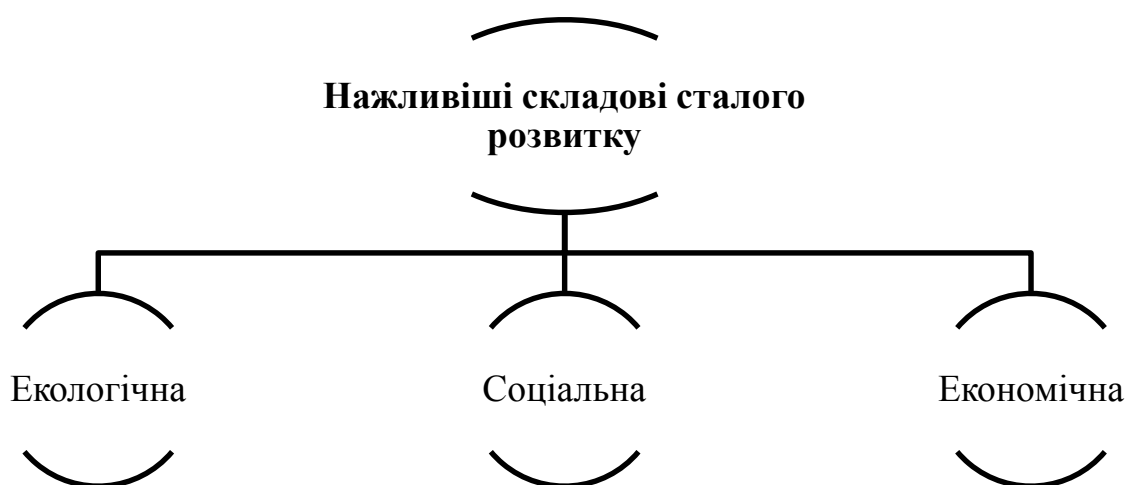 Нажливіші складові сталого
розвитку
Екологічна
Соціальна
Економічна